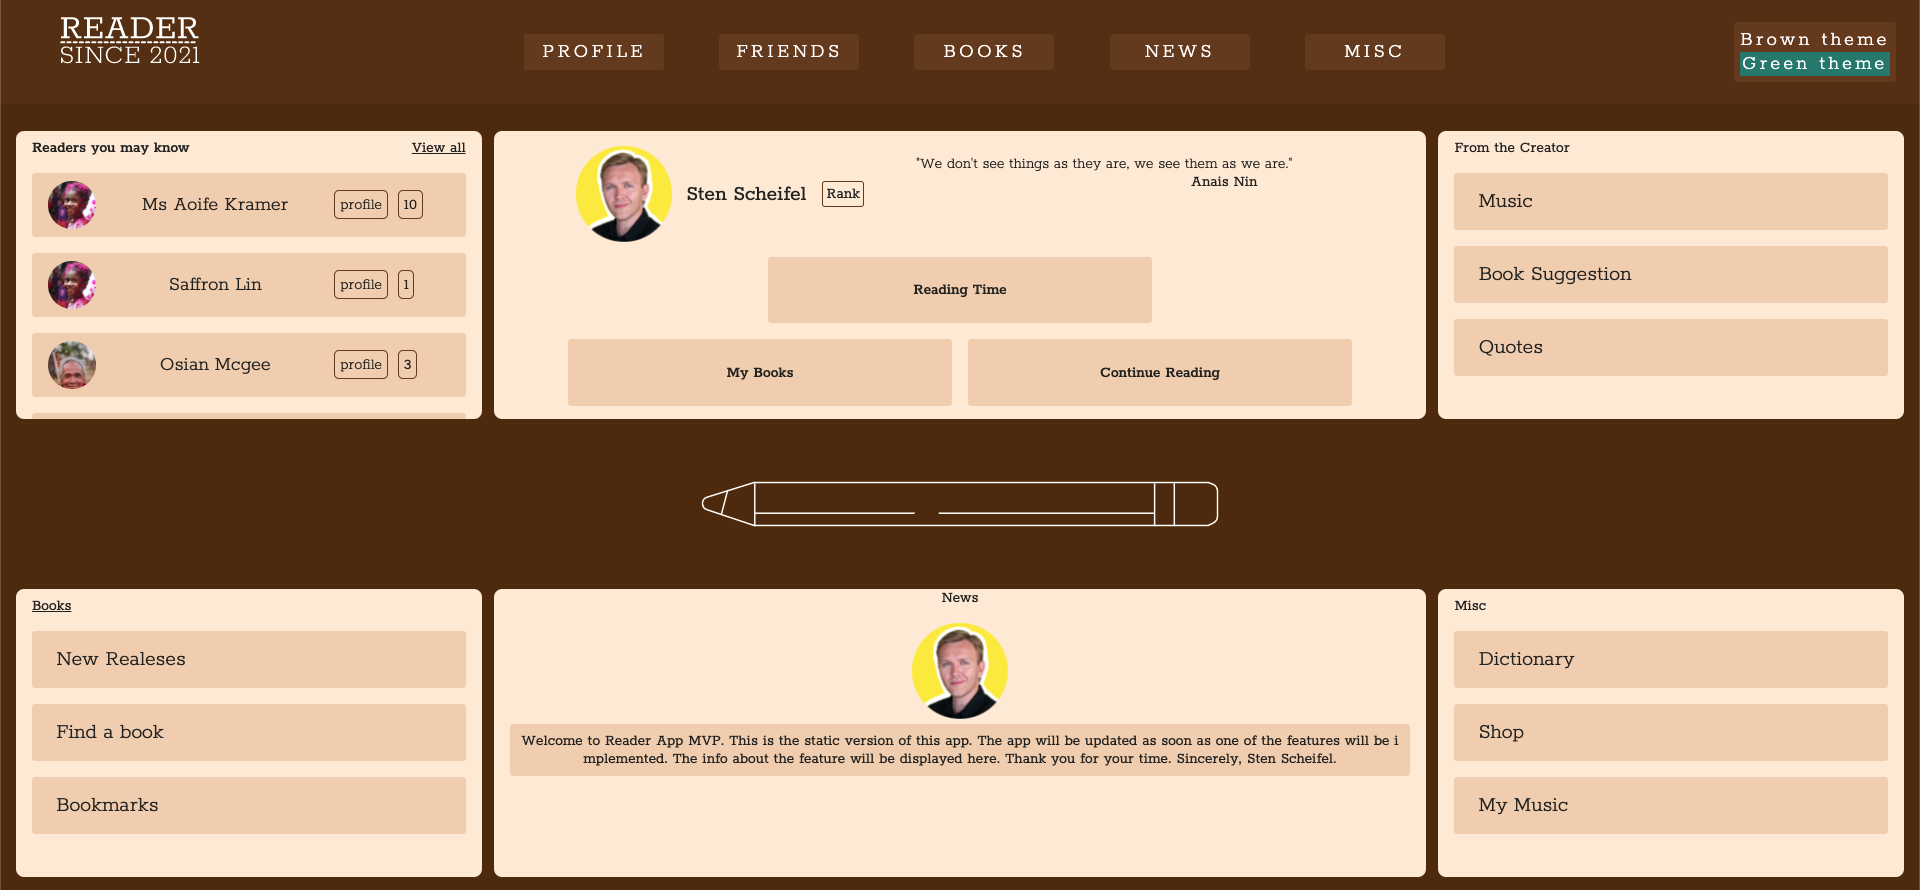 READER
SINCE 2021
PROFILE
FRIENDS
BOOKS
NEWS
MISC
Brown theme
Green theme
Readers you may know
View all
Ms Aoife Kramer
profile
10
Saffron Lin
profile
1
Osian Mcgee
profile
3
Sten Scheifel
Rank
"We don't see things as they are, we see them as we are."
Anais Nin
Reading Time
My Books
Continue Reading
From the Creator
Music
Book Suggestion
Quotes
Books
New Realeses
Find a book
Bookmarks
News
Welcome to Reader App MVP. This is the static version of this app. The app will be updated as soon as one of the features will be i
mplemented. The info about the feature will be displayed here. Thank you for your time. Sincerely, Sten Scheifel.
Misc
Dictionary
Shop
My Music